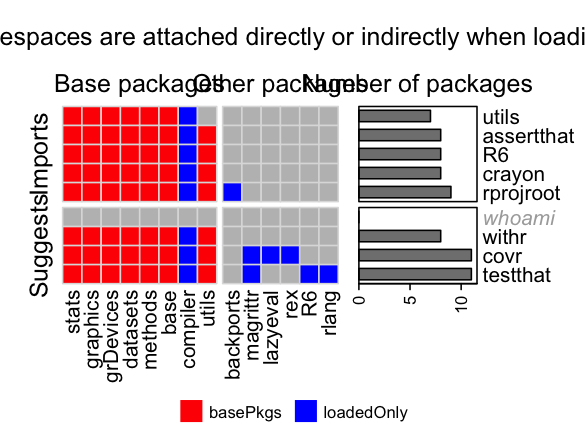 espaces are attached directly or indirectly when loadi
Base packages
Other packages
Number of packages
Imports
Suggests
utils
assertthat
R6
crayon
rprojroot
whoami
withr
covr
testthat
0
5
10
stats
graphics
grDevices
datasets
methods
base
compiler
utils
backports
magrittr
lazyeval
rex
R6
rlang
basePkgs
loadedOnly